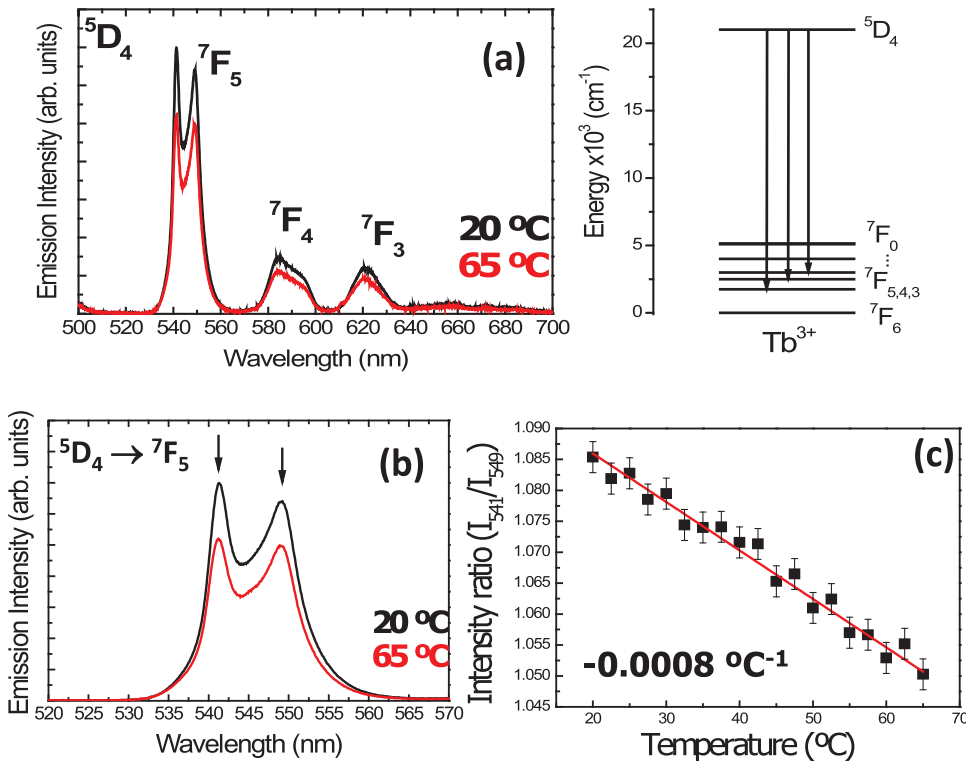 ⁵D₄
⁷F₅
(a)
⁷F₄
⁷F₃
20 ºC
65 ºC
Emission Intensity (arb. units)
500 520 540 560 580 600 620 640 660 680 700
Wavelength (nm)
Energy x10³ (cm⁻¹)
20
15
10
5
0
⁵D₄
⁷F₀
⋮
⁷F₅,₄,₃
⁷F₆
Tb³⁺
⁵D₄ → ⁷F₅
(b)
20 ºC
65 ºC
Emission Intensity (arb. units)
520 525 530 535 540 545 550 555 560 565 570
Wavelength (nm)
Intensity ratio (I₅₄₁/I₅₄₉)
1.090
1.085
1.080
1.075
1.070
1.065
1.060
1.055
1.050
1.045
(c)
-0.0008 ºC⁻¹
20 30 40 50 60 70
Temperature (ºC)